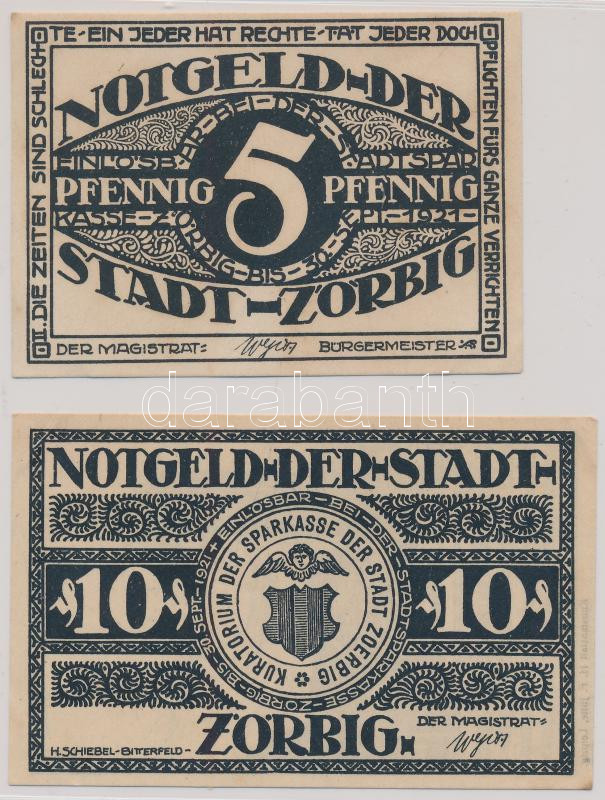 II. DIE ZEITEN SIND SCHLECH
TE-EIN JEDER HAT RECHTE-TAT JEDER DOCH
PFLICHTEN FÜRS GANZE VERRICHTEN
NOTGELD-DER
EINLÖSBAR-BEI-DER-STADTSPAR
PFENNIG 5 PFENNIG
KASSE-ZÖRBIG-BIS-30-SEPT-1921-
STADT-ZÖRBIG
DER MAGISTRAT= BÜRGERMEISTER
darabanth
NOTGELD-DER-STADT-
EINLÖSBAR-BEI-DER-STADTSPARKASSE-ZÖRBIG-BIS-30.SEPT.-1921+
KURATORIUM DER SPARKASSE DER STADT ZOERBIG
10 10
ZÖRBIG.
DER MAGISTRAT=
H. SCHIEBEL-BITTERFELD-